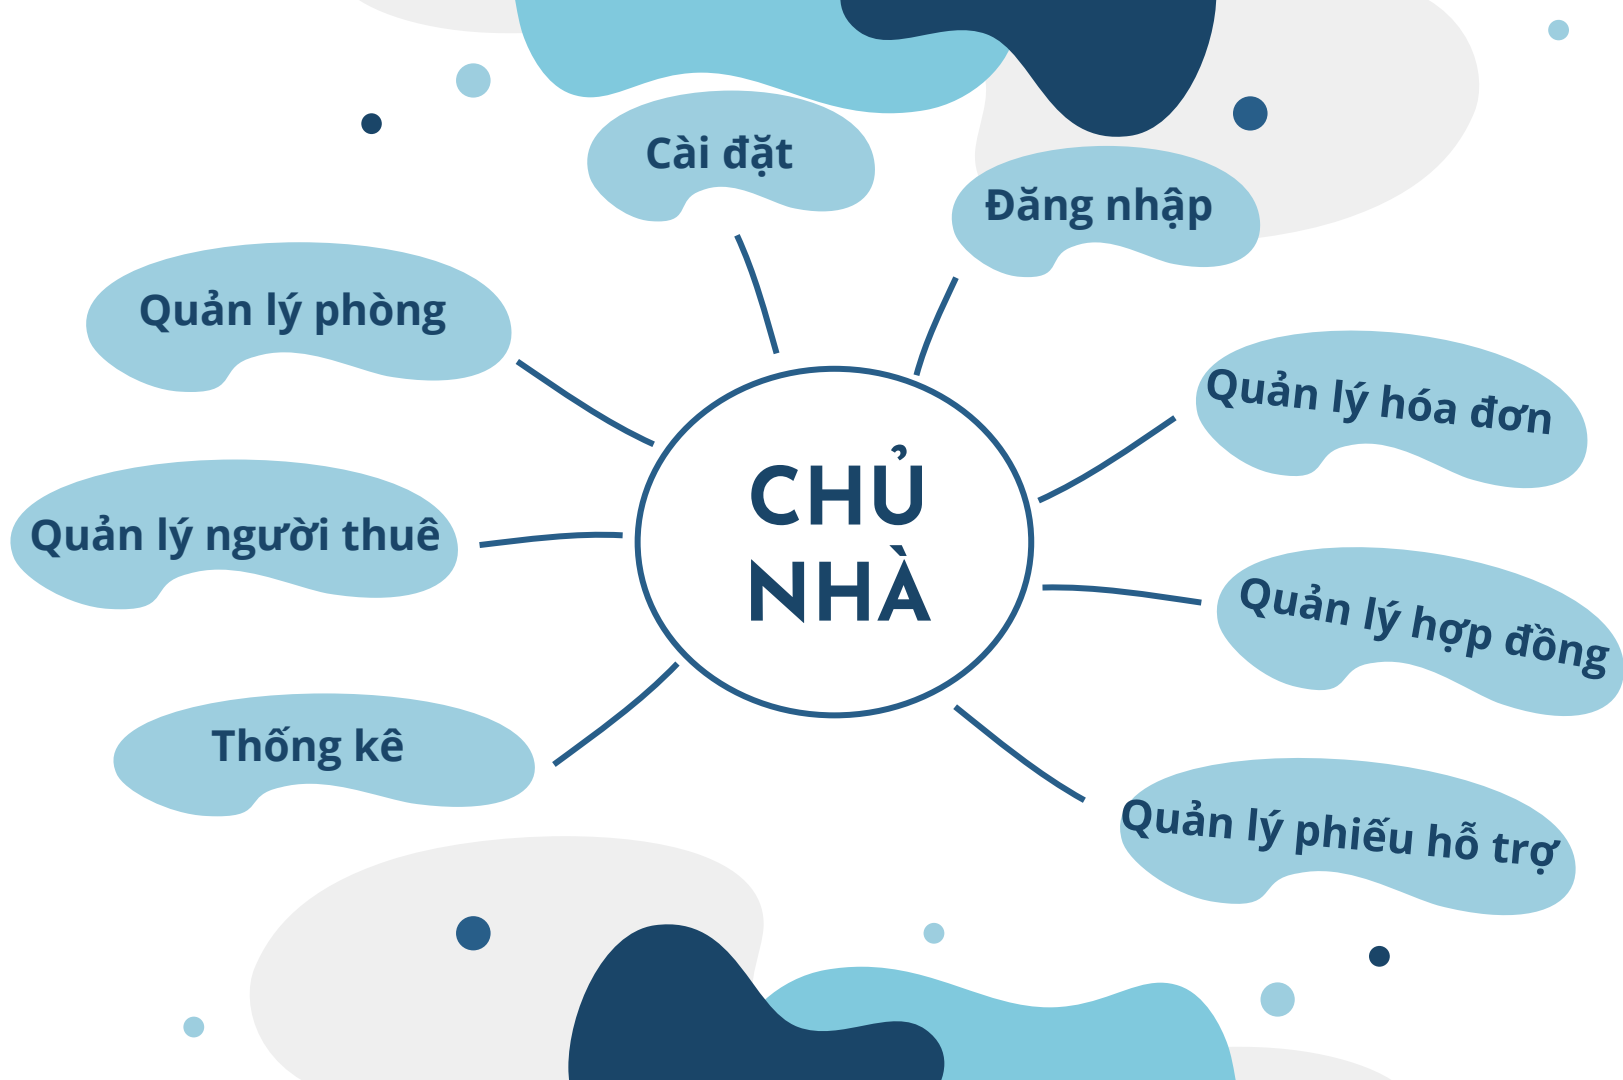 Cài đặt
Đăng nhập
Quản lý phòng
Quản lý hóa đơn
CHỦ
NHÀ
Quản lý người thuê
Quản lý hợp đồng
Thống kê
Quản lý phiếu hỗ trợ